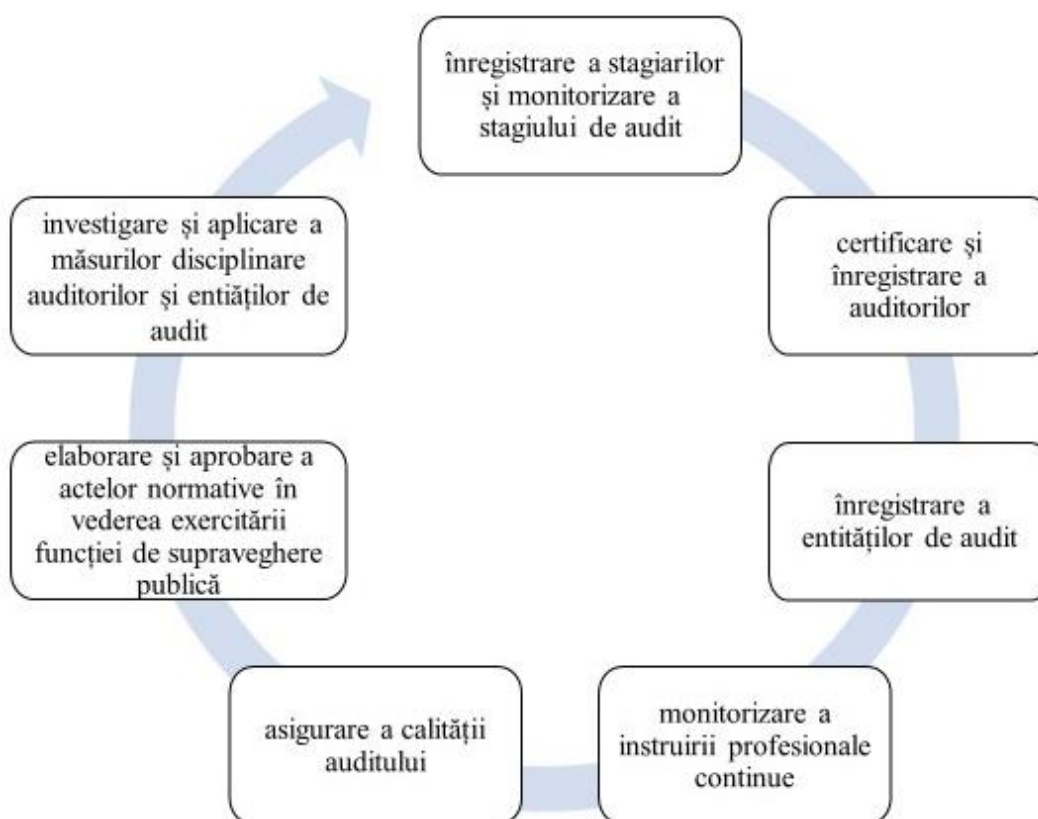 înregistrare a stagiarilor
și monitorizare a
stagiului de audit
certificare și
înregistrare a
auditorilor
înregistrare a
entităților de audit
monitorizare a
instruirii profesionale
continue
asigurare a calității
auditului
elaborare și aprobare a
actelor normative în
vederea exercitării
funcției de supraveghere
publică
investigare și aplicare a
măsurilor disciplinare
auditorilor și entiăților de
audit